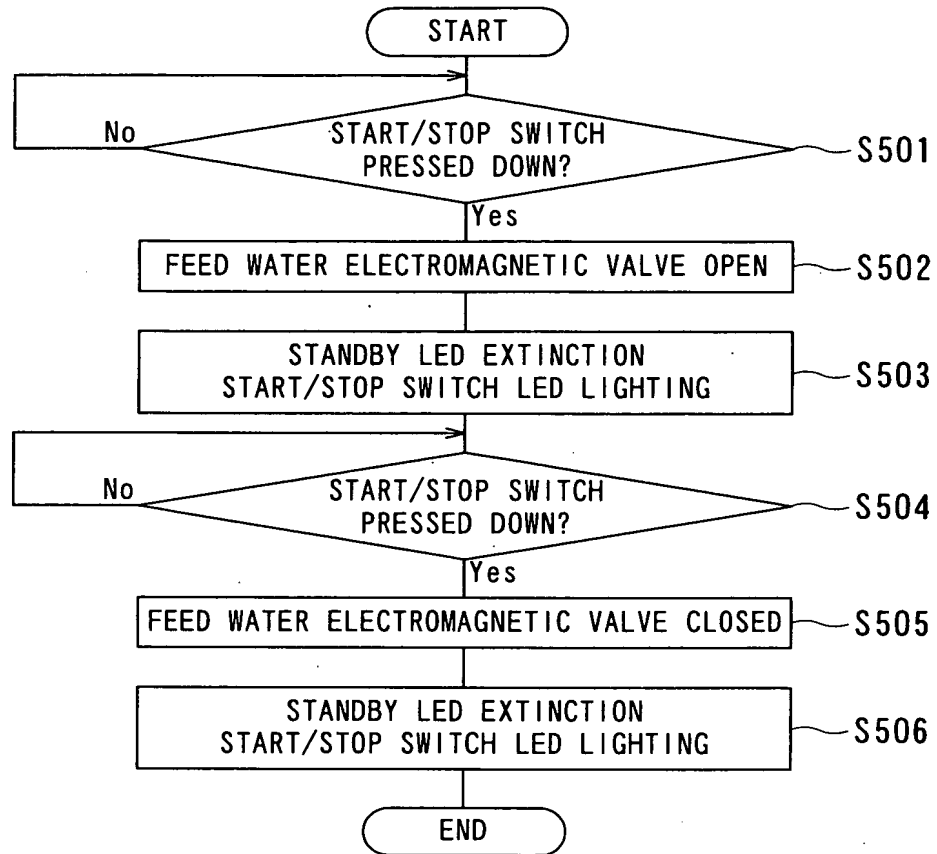 START
No
START/STOP SWITCH
PRESSED DOWN?
S501
Yes
FEED WATER ELECTROMAGNETIC VALVE OPEN
S502
STANDBY LED EXTINCTION
START/STOP SWITCH LED LIGHTING
S503
No
START/STOP SWITCH
PRESSED DOWN?
S504
Yes
FEED WATER ELECTROMAGNETIC VALVE CLOSED
S505
STANDBY LED EXTINCTION
START/STOP SWITCH LED LIGHTING
S506
END